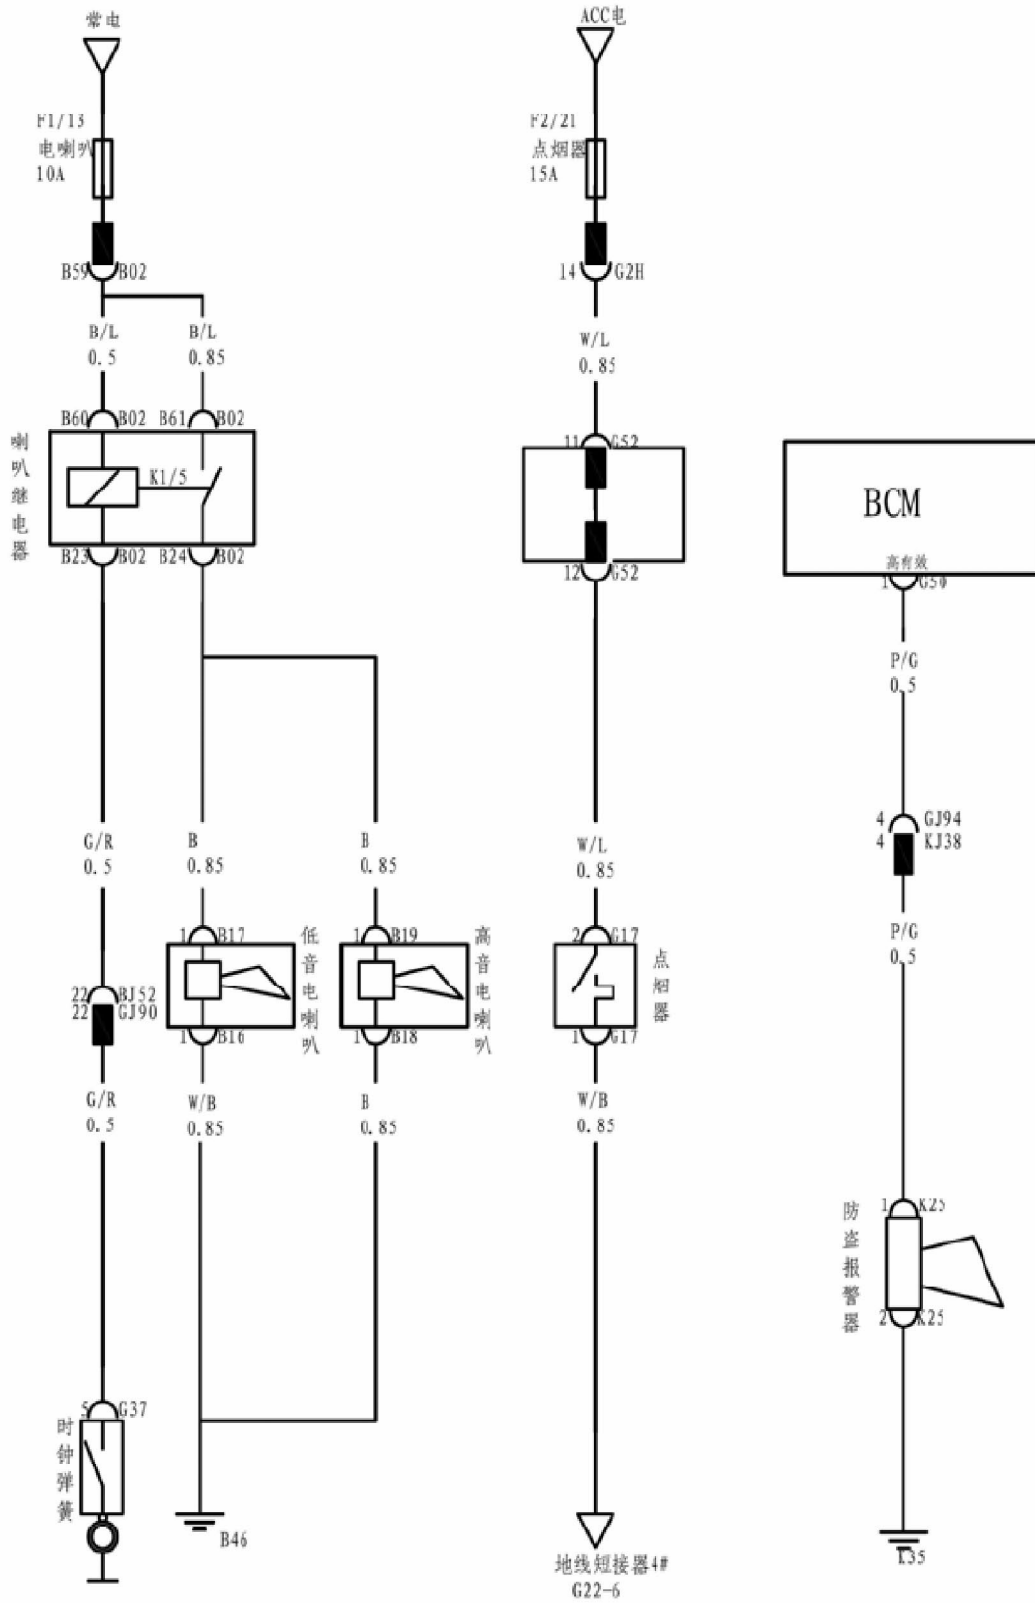 常电
F1/13
电喇叭
10A
B59 B02
B/L
0.5
B/L
0.85
B60 B02
B61 B02
喇叭继电器
K1/5
B23 B02
B24 B02
G/R
0.5
B
0.85
B
0.85
22 BJ52
22 GJ90
1 B17
低音电喇叭
1 B16
1 B19
高音电喇叭
1 B18
G/R
0.5
W/B
0.85
B
0.85
5 G37
时钟弹簧
B46
ACC电
F2/21
点烟器
15A
14 G2H
W/L
0.85
11 G52
12 G52
W/L
0.85
2 G17
点烟器
1 G17
W/B
0.85
地线短接器4#
G22-6
BCM
高有效
1 G50
P/G
0.5
4 GJ94
4 KJ38
P/G
0.5
1 K25
防盗报警器
2 K25
K35